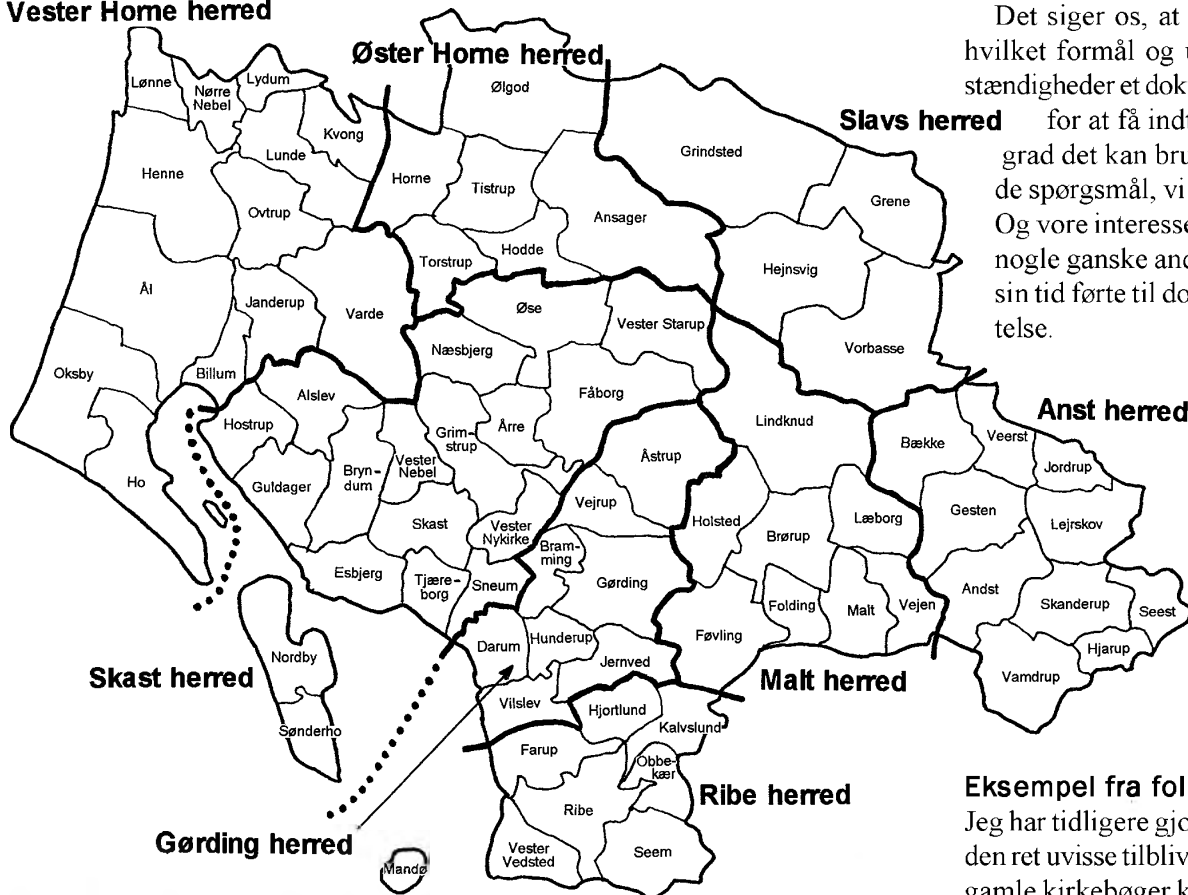 Vester Horne herred
Øster Horne herred
Slavs herred
Anst herred
Skast herred
Malt herred
Ribe herred
Gørding herred
Lønne
Nørre
Nebel
Lydum
Kvong
Lunde
Henne
Ovtrup
Ål
Janderup
Varde
Billum
Oksby
Ho
Ølgod
Horne
Tistrup
Ansager
Hodde
Torstrup
Grindsted
Grene
Hejnsvig
Vorbasse
Øse
Vester Starup
Næsbjerg
Fåborg
Alslev
Hostrup
Grim-
strup
Årre
Guldager
Bryn-
dum
Vester
Nebel
Skast
Vester
Nykirke
Esbjerg
Tjære-
borg
Sneum
Nordby
Sønderho
Åstrup
Vejrup
Bram-
ming
Gørding
Darum
Hunderup
Jernved
Vilslev
Lindknud
Holsted
Brørup
Læborg
Føvling
Folding
Malt
Vejen
Bække
Veerst
Jordrup
Gesten
Lejrskov
Andst
Skanderup
Seest
Hjarup
Vamdrup
Hjortlund
Kalvslund
Farup
Obbe-
kær
Ribe
Vester
Vedsted
Seem
Mandø
Det siger os, at
hvilket formål og u
stændigheder et dok
for at få indt
grad det kan bru
de spørgsmål, vi
Og vore interesse
nogle ganske and
sin tid førte til do
telse.
Eksempel fra fol
Jeg har tidligere gjo
den ret uvisse tilbliv
gamle kirkebøger k